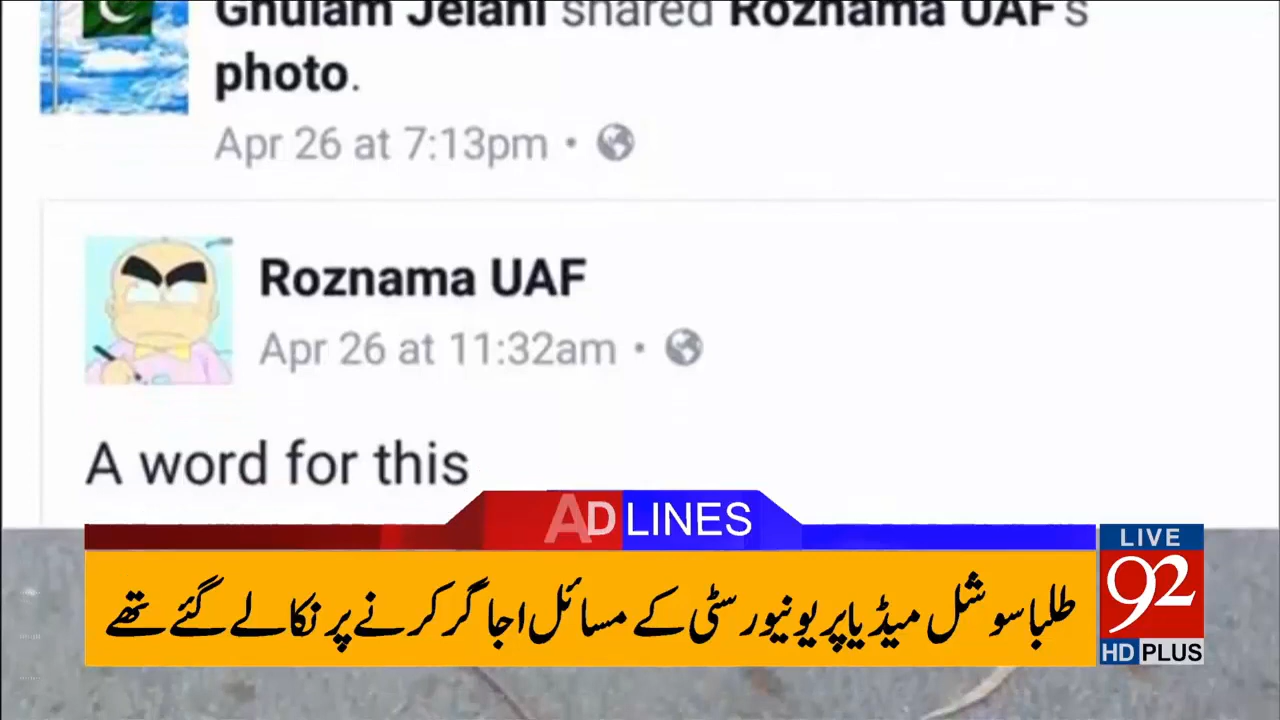 Ghulam Jelani shared Roznama UAF's
photo.
Apr 26 at 7:13pm •
Roznama UAF
Apr 26 at 11:32am •
A word for this
ADLINES
طلبا سوشل میڈیا پر یونیورسٹی کے مسائل اجاگر کرنے پر نکالے گئے تھے
LIVE
92
HD PLUS